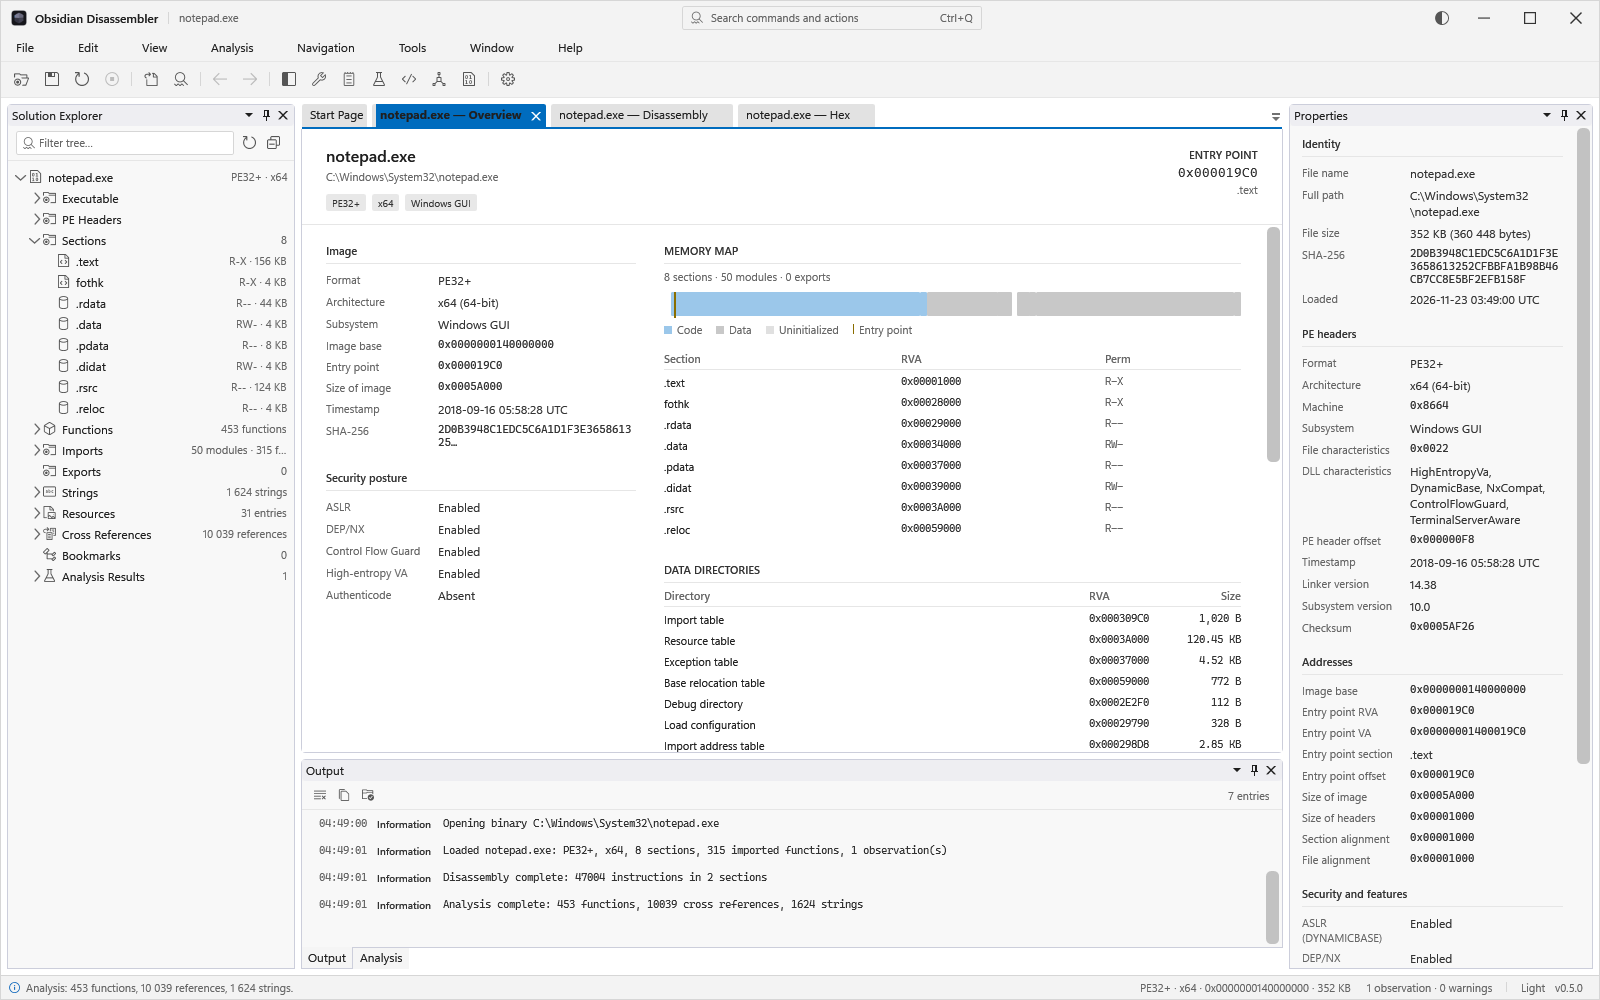 Obsidian Disassembler notepad.exe Search commands and actions Ctrl+Q
File Edit View Analysis Navigation Tools Window Help
Solution Explorer
Filter tree...
notepad.exe PE32+ · x64
Executable
PE Headers
Sections 8
.text R-X · 156 KB
fothk R-X · 4 KB
.rdata R-- · 44 KB
.data RW- · 4 KB
.pdata R-- · 8 KB
.didat RW- · 4 KB
.rsrc R-- · 124 KB
.reloc R-- · 4 KB
Functions 453 functions
Imports 50 modules · 315 f...
Exports 0
Strings 1 624 strings
Resources 31 entries
Cross References 10 039 references
Bookmarks 0
Analysis Results 1
Start Page notepad.exe — Overview notepad.exe — Disassembly notepad.exe — Hex
notepad.exe
C:\Windows\System32\notepad.exe
PE32+ x64 Windows GUI
ENTRY POINT
0x000019C0
.text
Image
Format PE32+
Architecture x64 (64-bit)
Subsystem Windows GUI
Image base 0x0000000140000000
Entry point 0x000019C0
Size of image 0x0005A000
Timestamp 2018-09-16 05:58:28 UTC
SHA-256 2D0B3948C1EDC5C6A1D1F3E3658613
25…
Security posture
ASLR Enabled
DEP/NX Enabled
Control Flow Guard Enabled
High-entropy VA Enabled
Authenticode Absent
MEMORY MAP
8 sections · 50 modules · 0 exports
Code Data Uninitialized Entry point
Section RVA Perm
.text 0x00001000 R-X
fothk 0x00028000 R-X
.rdata 0x00029000 R--
.data 0x00034000 RW-
.pdata 0x00037000 R--
.didat 0x00039000 RW-
.rsrc 0x0003A000 R--
.reloc 0x00059000 R--
DATA DIRECTORIES
Directory RVA Size
Import table 0x000309C0 1,020 B
Resource table 0x0003A000 120.45 KB
Exception table 0x00037000 4.52 KB
Base relocation table 0x00059000 772 B
Debug directory 0x0002E2F0 112 B
Load configuration 0x00029790 328 B
Import address table 0x000298D8 2.85 KB
Output
7 entries
04:49:00 Information Opening binary C:\Windows\System32\notepad.exe
04:49:01 Information Loaded notepad.exe: PE32+, x64, 8 sections, 315 imported functions, 1 observation(s)
04:49:01 Information Disassembly complete: 47004 instructions in 2 sections
04:49:01 Information Analysis complete: 453 functions, 10039 cross references, 1624 strings
Output Analysis
Properties
Identity
File name notepad.exe
Full path C:\Windows\System32
\notepad.exe
File size 352 KB (360 448 bytes)
SHA-256 2D0B3948C1EDC5C6A1D1F3E
3658613252CFBBFA1B98B46
CB7CC8E5BF2EFB158F
Loaded 2026-11-23 03:49:00 UTC
PE headers
Format PE32+
Architecture x64 (64-bit)
Machine 0x8664
Subsystem Windows GUI
File characteristics 0x0022
DLL characteristics HighEntropyVa,
DynamicBase, NxCompat,
ControlFlowGuard,
TerminalServerAware
PE header offset 0x000000F8
Timestamp 2018-09-16 05:58:28 UTC
Linker version 14.38
Subsystem version 10.0
Checksum 0x0005AF26
Addresses
Image base 0x0000000140000000
Entry point RVA 0x000019C0
Entry point VA 0x00000001400019C0
Entry point section .text
Entry point offset 0x000019C0
Size of image 0x0005A000
Size of headers 0x00001000
Section alignment 0x00001000
File alignment 0x00001000
Security and features
ASLR Enabled
(DYNAMICBASE)
DEP/NX Enabled
Analysis: 453 functions, 10 039 references, 1 624 strings. PE32+ · x64 · 0x0000000140000000 · 352 KB 1 observation · 0 warnings Light v0.5.0